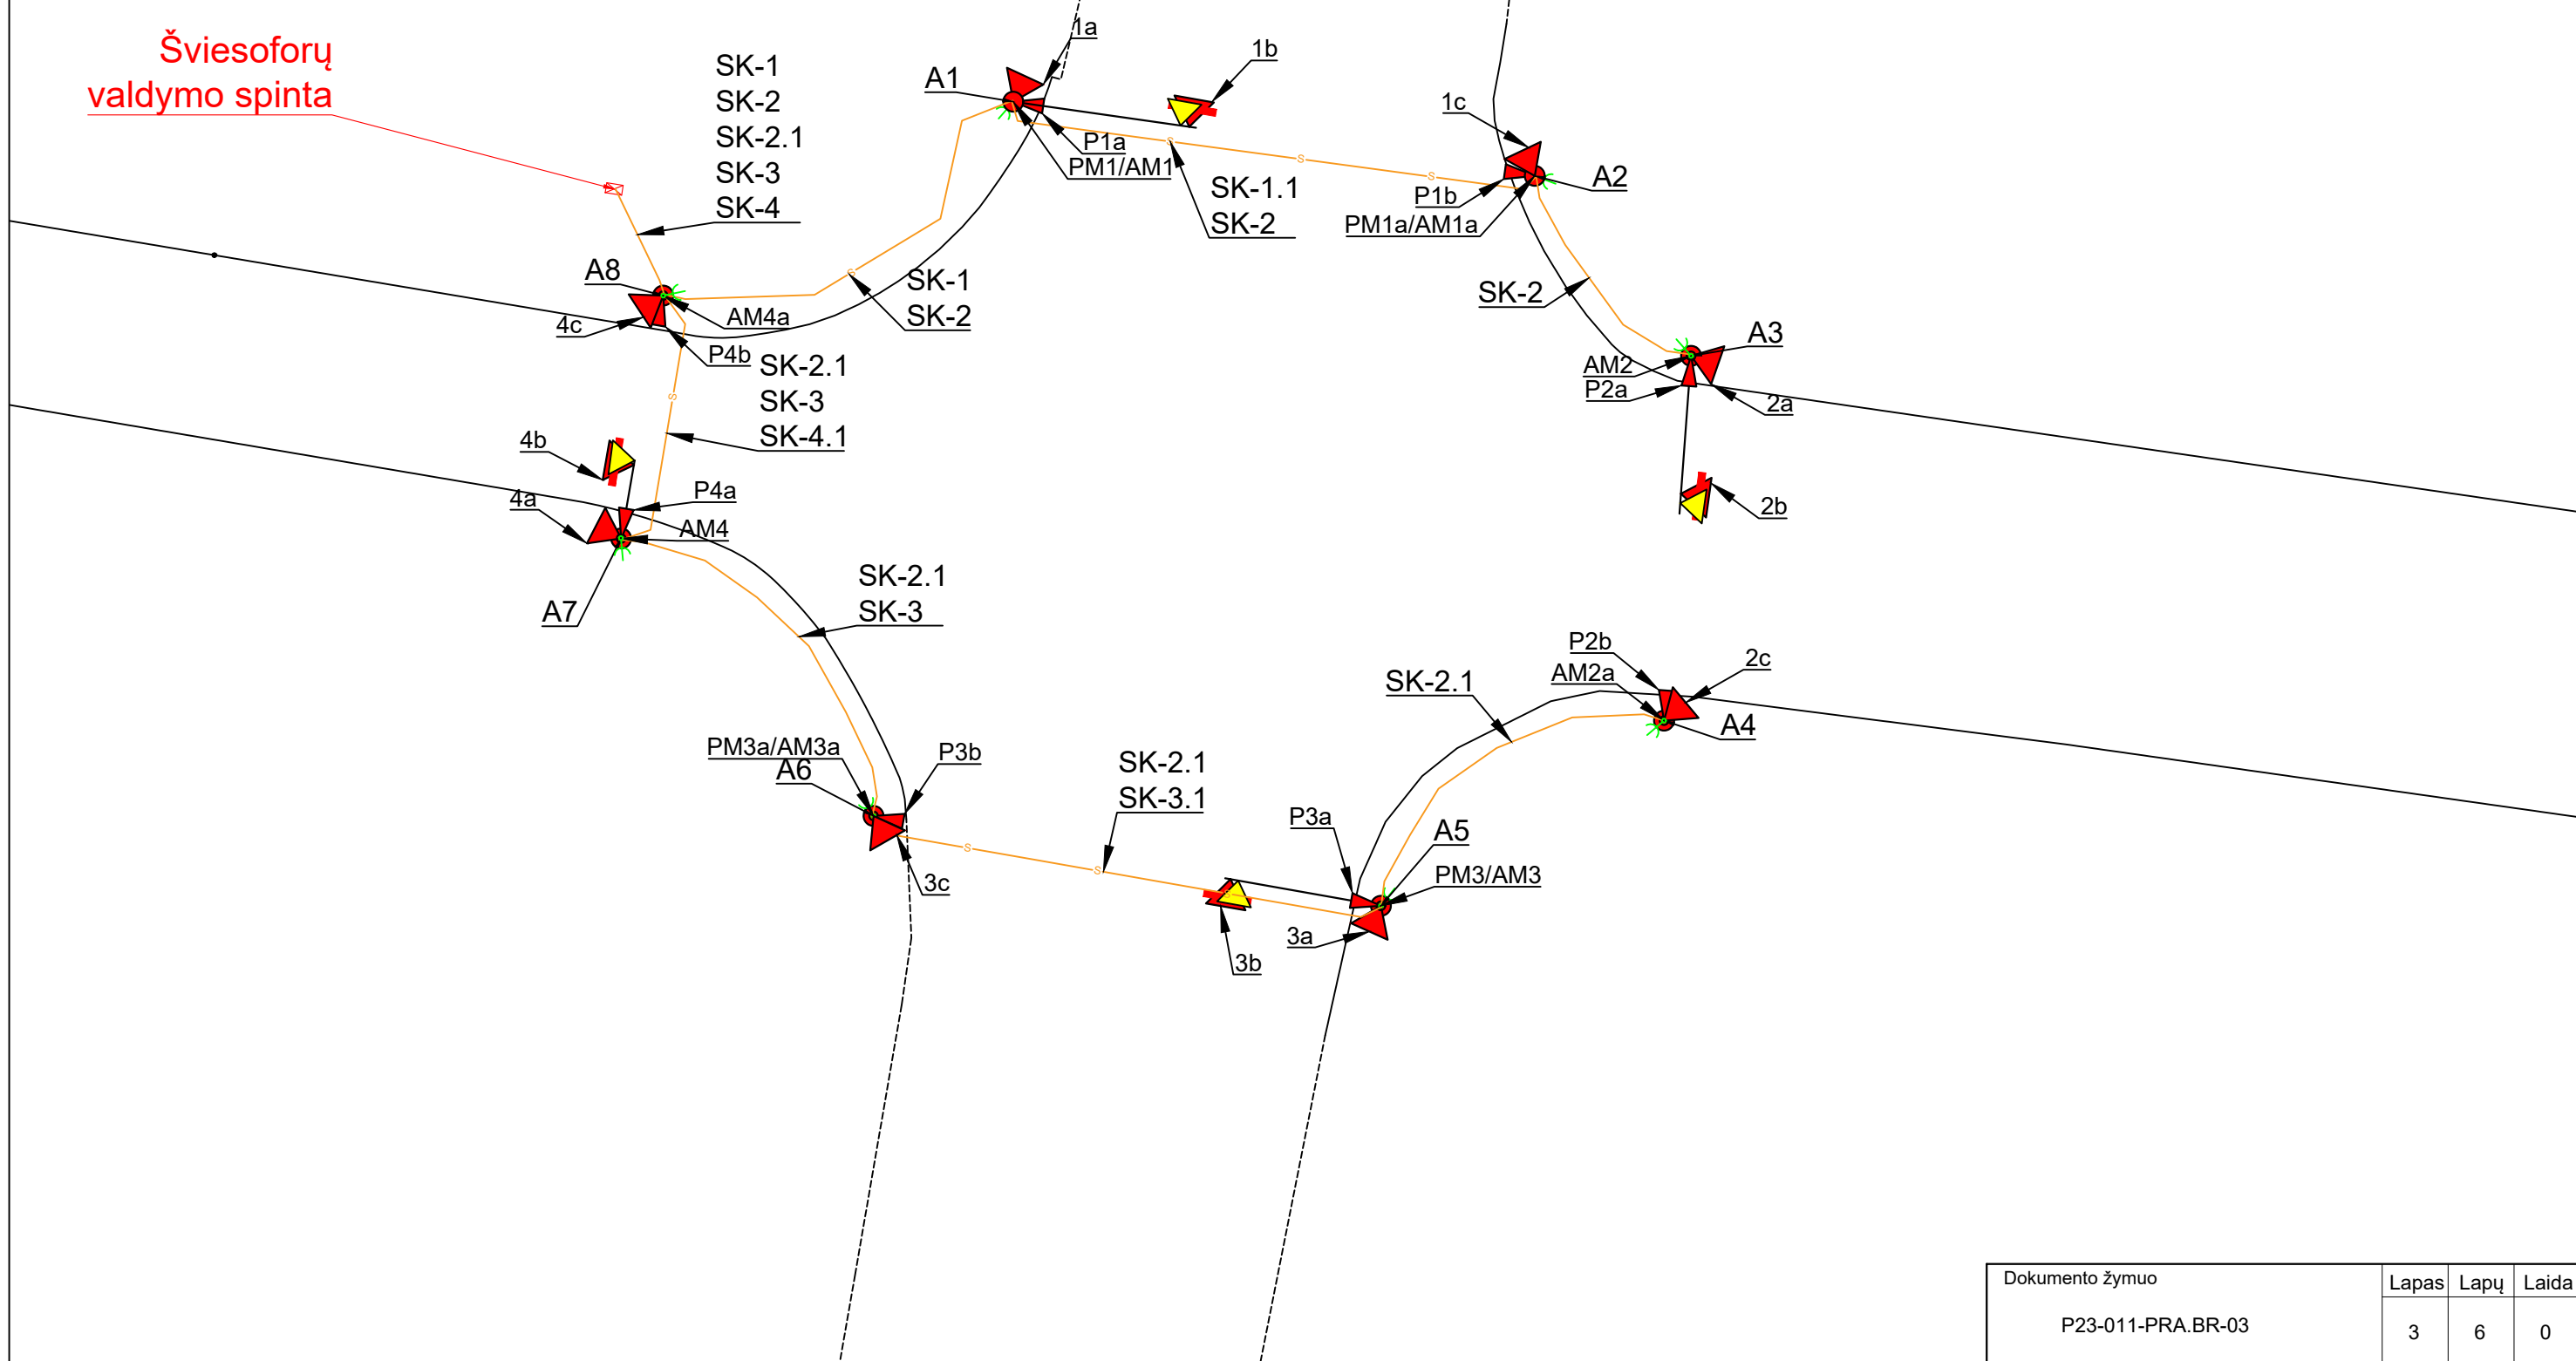 Šviesoforų
valdymo spinta
SK-1
SK-2
SK-2.1
SK-3
SK-4
A1
1a
1b
P1a
PM1/AM1
1c
A2
P1b
PM1a/AM1a
SK-1.1
SK-2
A8
4c
AM4a
P4b
SK-1
SK-2
SK-2
A3
AM2
P2a
2a
2b
SK-2.1
SK-3
SK-4.1
4b
4a
P4a
AM4
A7
SK-2.1
SK-3
P2b
AM2a
2c
A4
SK-2.1
PM3a/AM3a
A6
P3b
3c
SK-2.1
SK-3.1
P3a
A5
PM3/AM3
3a
3b
s
s
s
s
s
s
s
Dokumento žymuo
Lapas
Lapų
Laida
P23-011-PRA.BR-03
3
6
0